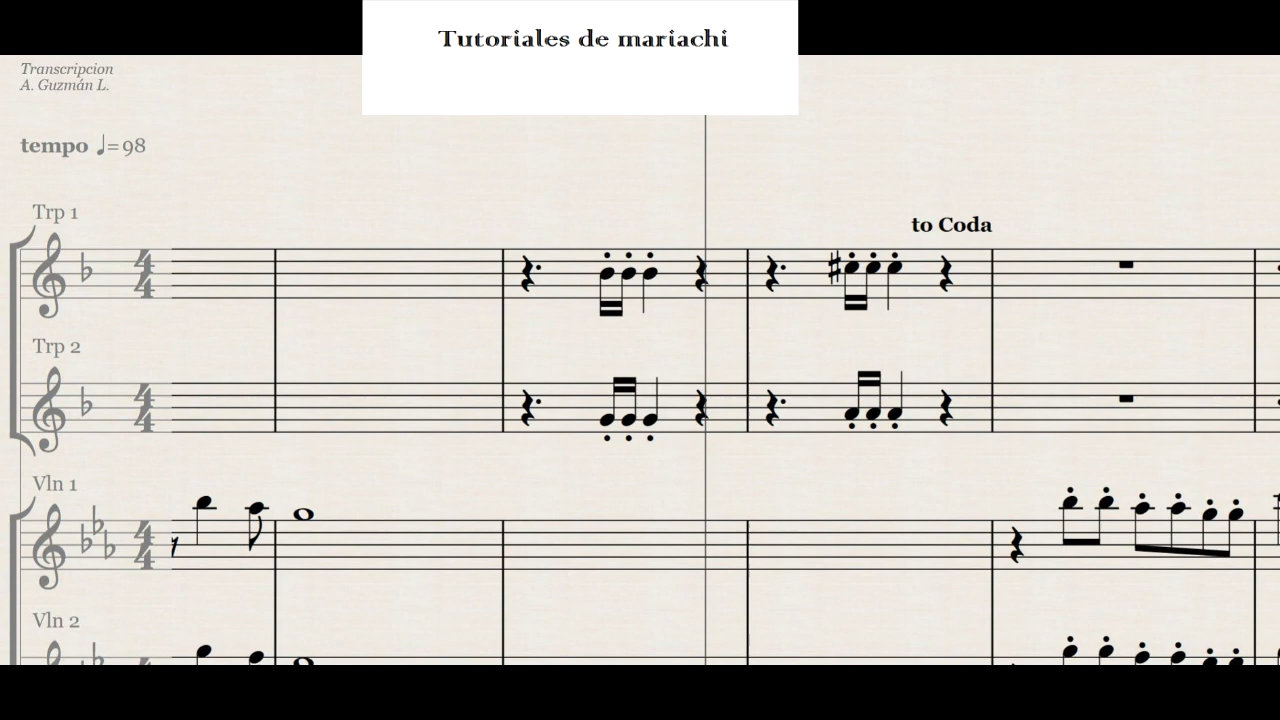 Tutoriales de mariachi
Transcripcion
A. Guzmán L.
tempo ♩=98
Trp 1
to Coda
Trp 2
Vln 1
Vln 2